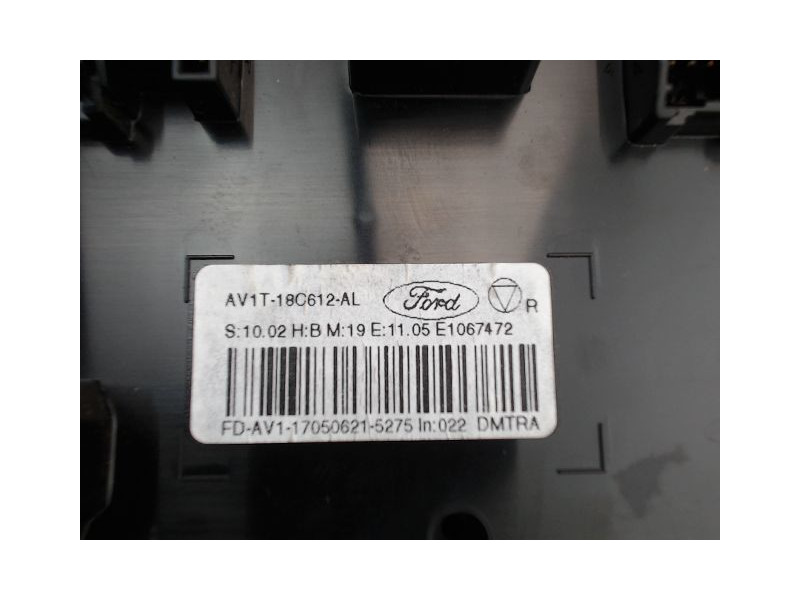 AV1T-18C612-AL Ford R
S:10.02 H:B M:19 E:11.05 E1067472
FD-AV1-17050621-5275 In:022 DMTRA